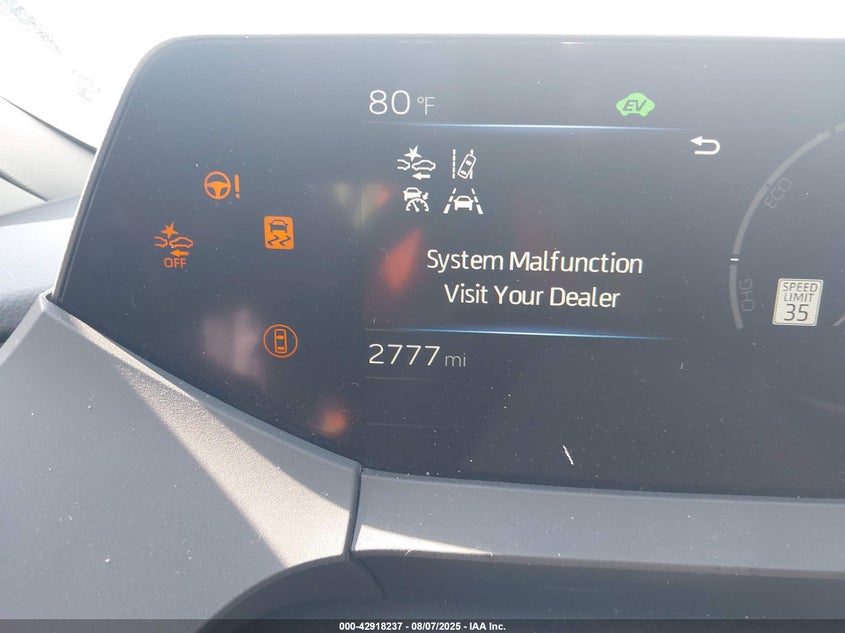 80 °F
EV
OFF
System Malfunction
Visit Your Dealer
ECO
CHG
SPEED
LIMIT
35
2777 mi
000-42918237 - 08/07/2025 - IAA Inc.